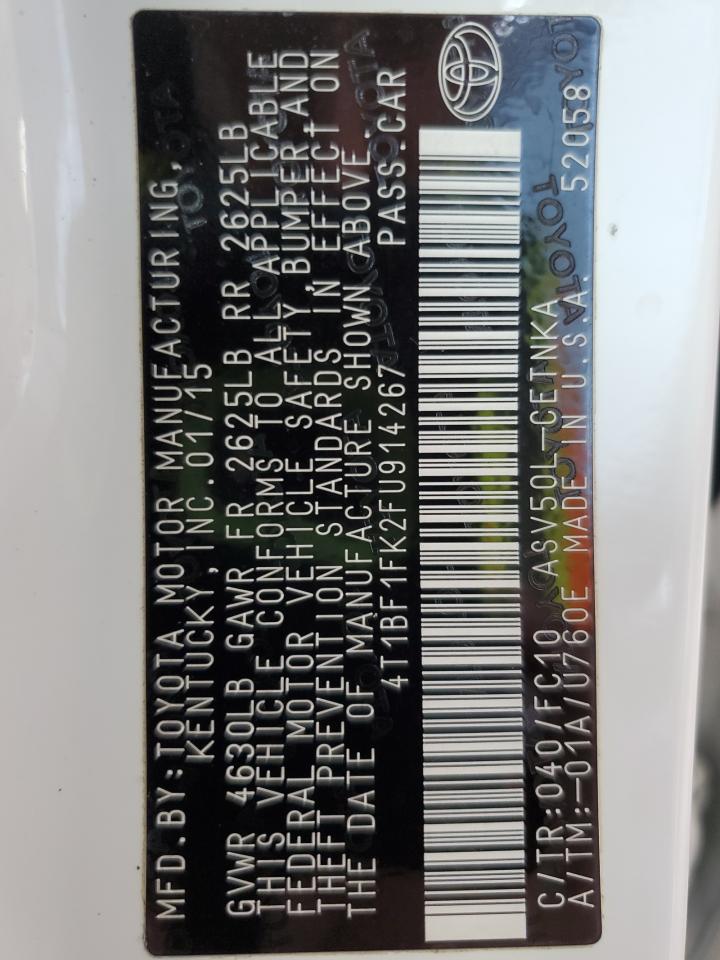 MFD.BY:TOYOTA MOTOR MANUFACTURING,
KENTUCKY,INC.01/15
GVWR 4630LB GAWR FR 2625LB RR 2625LB
THIS VEHICLE CONFORMS TO ALL APPLICABLE
FEDERAL MOTOR VEHICLE SAFETY,BUMPER,AND
THEFT PREVENTION STANDARDS IN EFFECT ON
THE DATE OF MANUFACTURE SHOWN ABOVE.
4T1BF1FK2FU914267 PASS.CAR
C/TR:040/FC10 ASV50L-CETNKA
A/TM:-01A/U760E MADE IN U.S.A. 52058